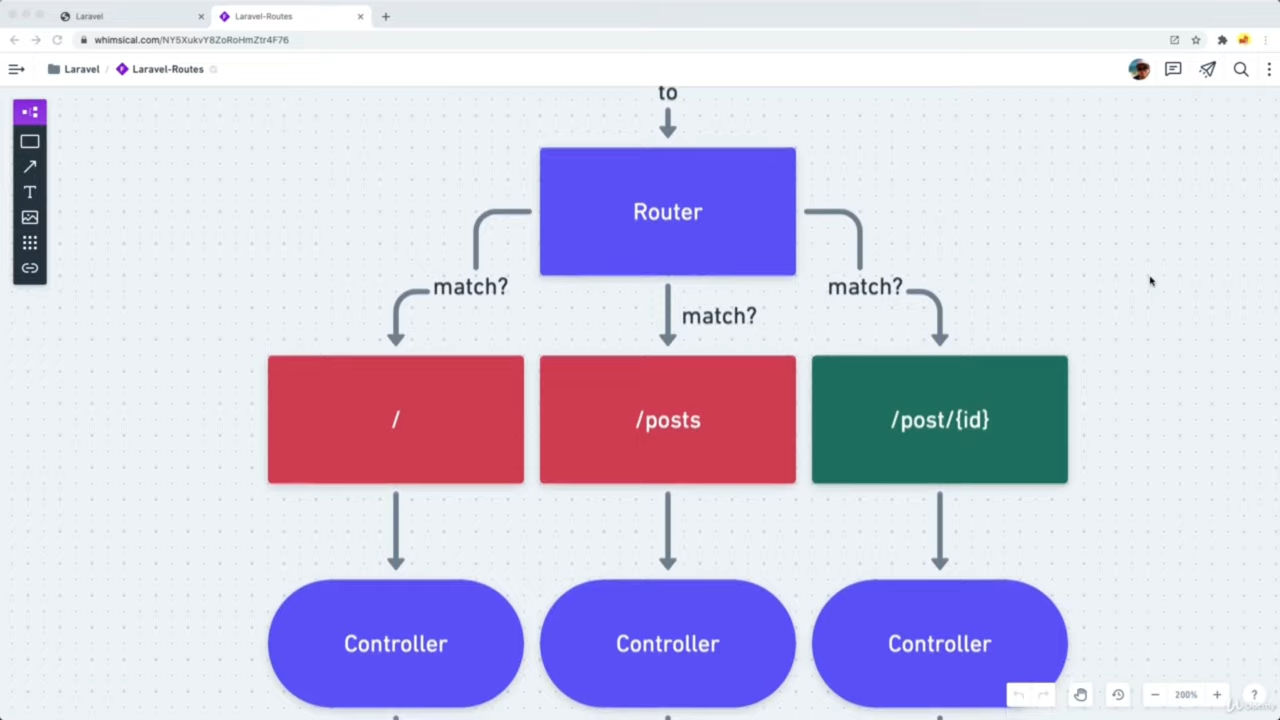 Laravel
Laravel-Routes
whimsical.com/NY5XukvY8ZoRoHmZtr4F76
Laravel / Laravel-Routes
to
Router
match?
match?
match?
/
/posts
/post/{id}
Controller
Controller
Controller
200%
?
Udemy